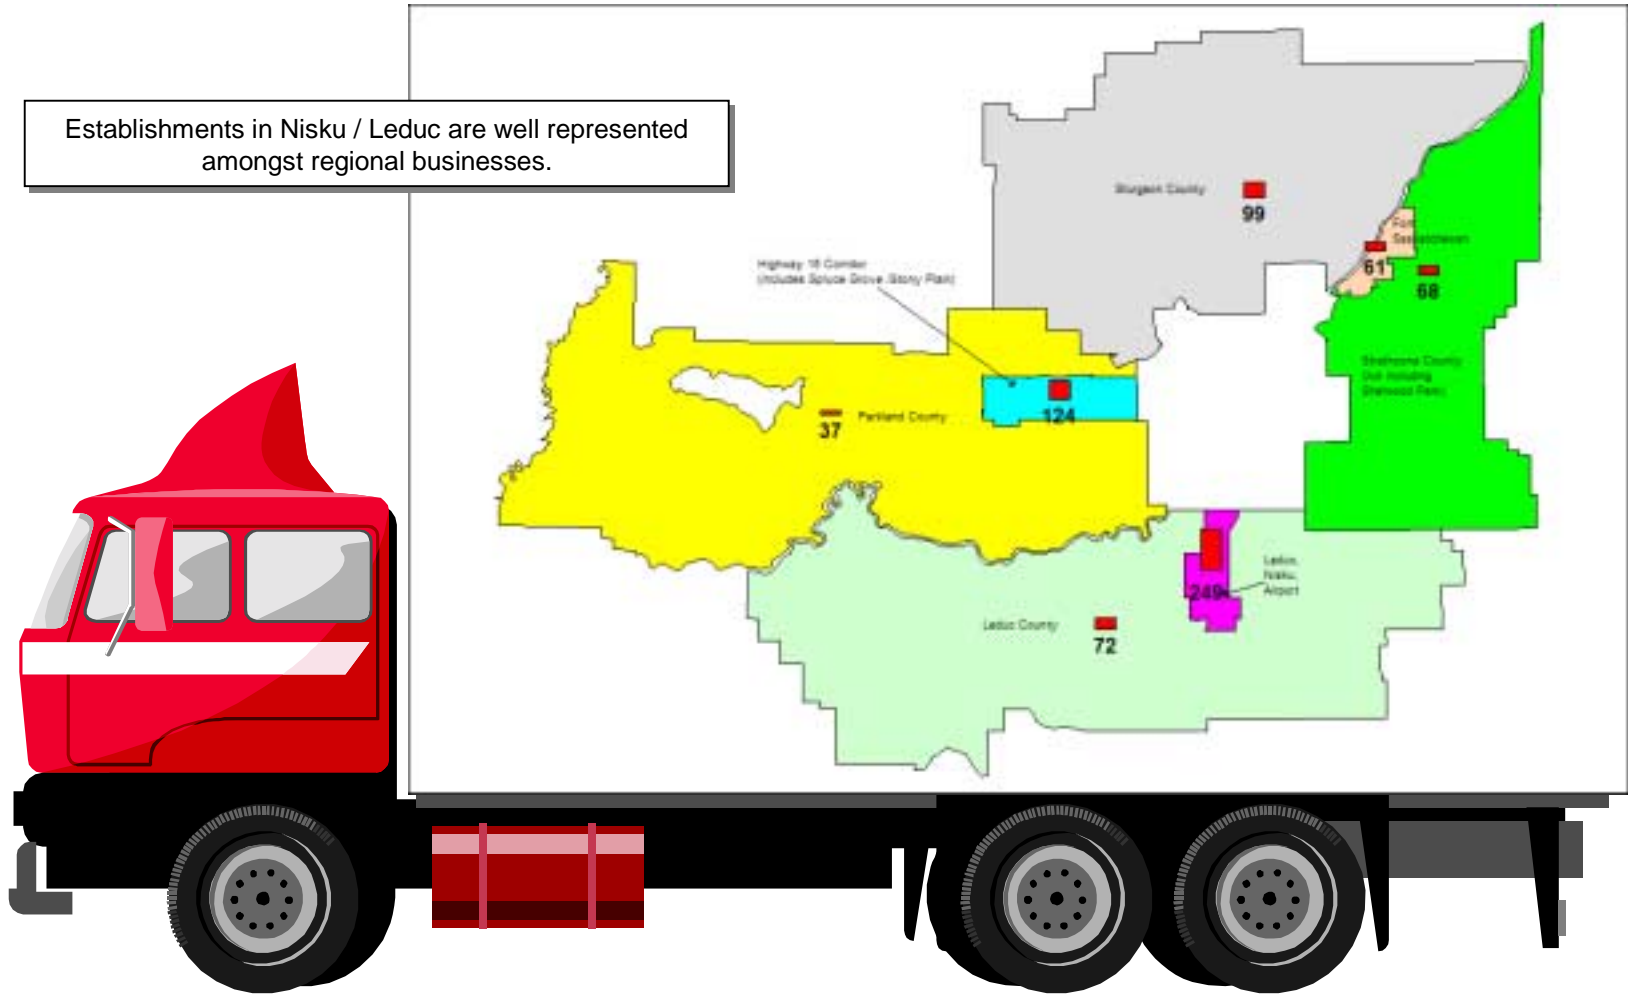 Establishments in Nisku / Leduc are well represented
amongst regional businesses.
Sturgeon County
99
Fort
Saskatchewan
61
68
Highway 16 Corridor
(Includes Spruce Grove, Stony Plain)
Strathcona County
Sherwood Park)
124
37
Parkland County
Leduc,
Nisku,
Airport
249
Leduc County
72